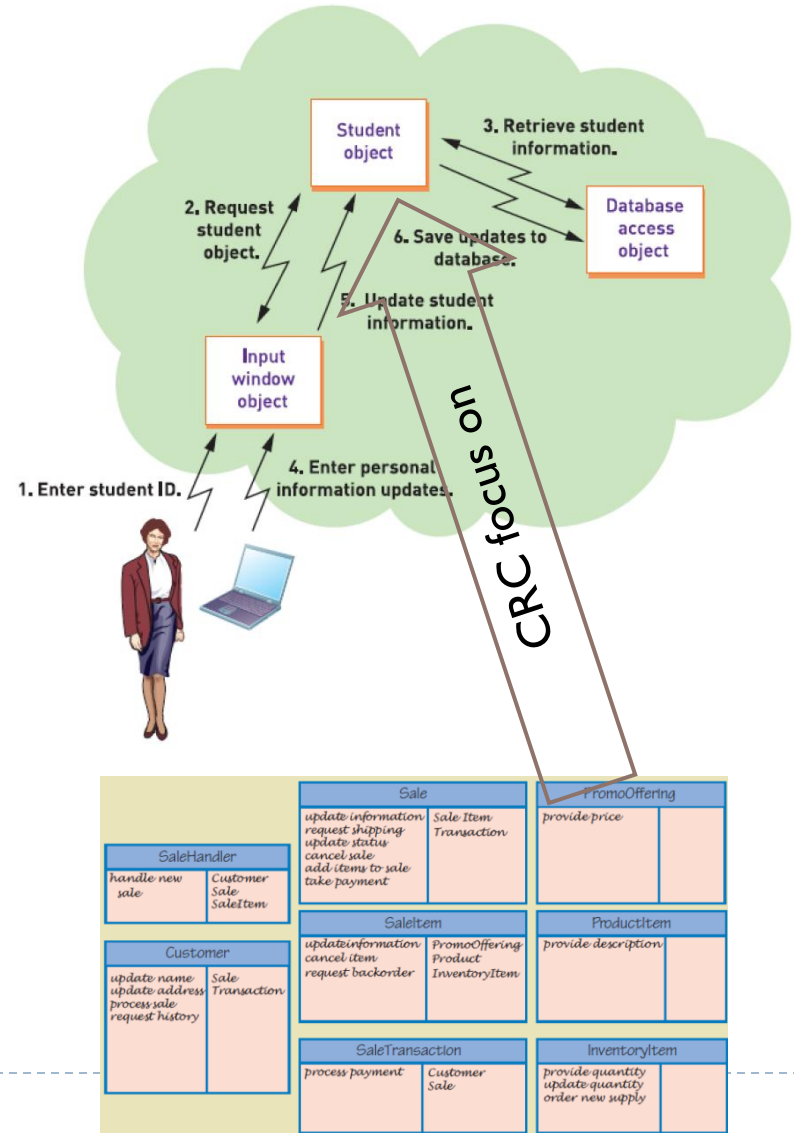 Student
object
3. Retrieve student
information.
2. Request
student
object.
Database
access
object
6. Save updates to
database.
5. Update student
information.
Input
window
object
4. Enter personal
information updates.
1. Enter student ID.
CRC focus on
Sale
update information
request shipping
update status
cancel sale
add items to sale
take payment
Sale Item
Transaction
PromoOffering
provide price
SaleHandler
handle new
sale
Customer
Sale
SaleItem
SaleItem
updateinformation
cancel item
request backorder
PromoOffering
Product
InventoryItem
ProductItem
provide description
Customer
update name
update address
process sale
request history
Sale
Transaction
SaleTransaction
process payment
Customer
Sale
InventoryItem
provide quantity
update quantity
order new supply